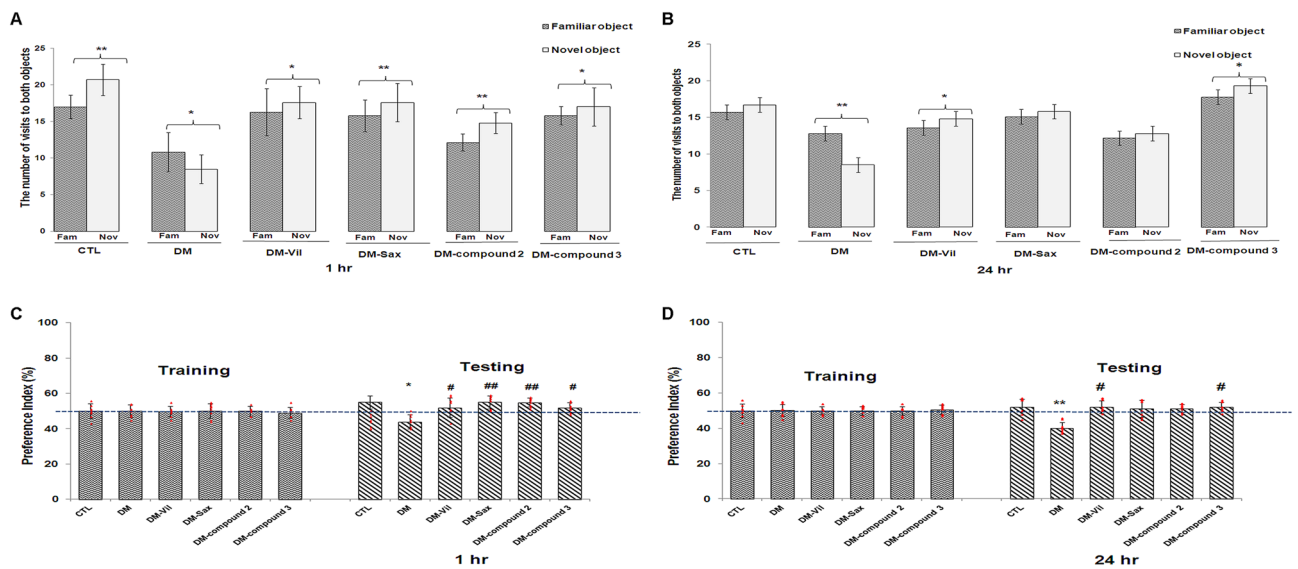 A
Familiar object
Novel object
The number of visits to both objects
25
20
15
10
5
0
**
*
*
**
**
*
Fam Nov Fam Nov Fam Nov Fam Nov Fam Nov Fam Nov
CTL DM DM-Vil DM-Sax DM-compound 2 DM-compound 3
1 hr
B
Familiar object
Novel object
The number of visits to both objects
25
20
15
10
5
0
**
*
*
Fam Nov Fam Nov Fam Nov Fam Nov Fam Nov Fam Nov
CTL DM DM-Vil DM-Sax DM-compound 2 DM-compound 3
24 hr
C
Preference Index (%)
100
80
60
40
20
0
Training
Testing
* # ## ## #
CTL DM DM-Vil DM-Sax DM-compound 2 DM-compound 3 CTL DM DM-Vil DM-Sax DM-compound 2 DM-compound 3
1 hr
D
Preference Index (%)
100
80
60
40
20
0
Training
Testing
** # #
CTL DM DM-Vil DM-Sax DM-compound 2 DM-compound 3 CTL DM DM-Vil DM-Sax DM-compound 2 DM-compound 3
24 hr